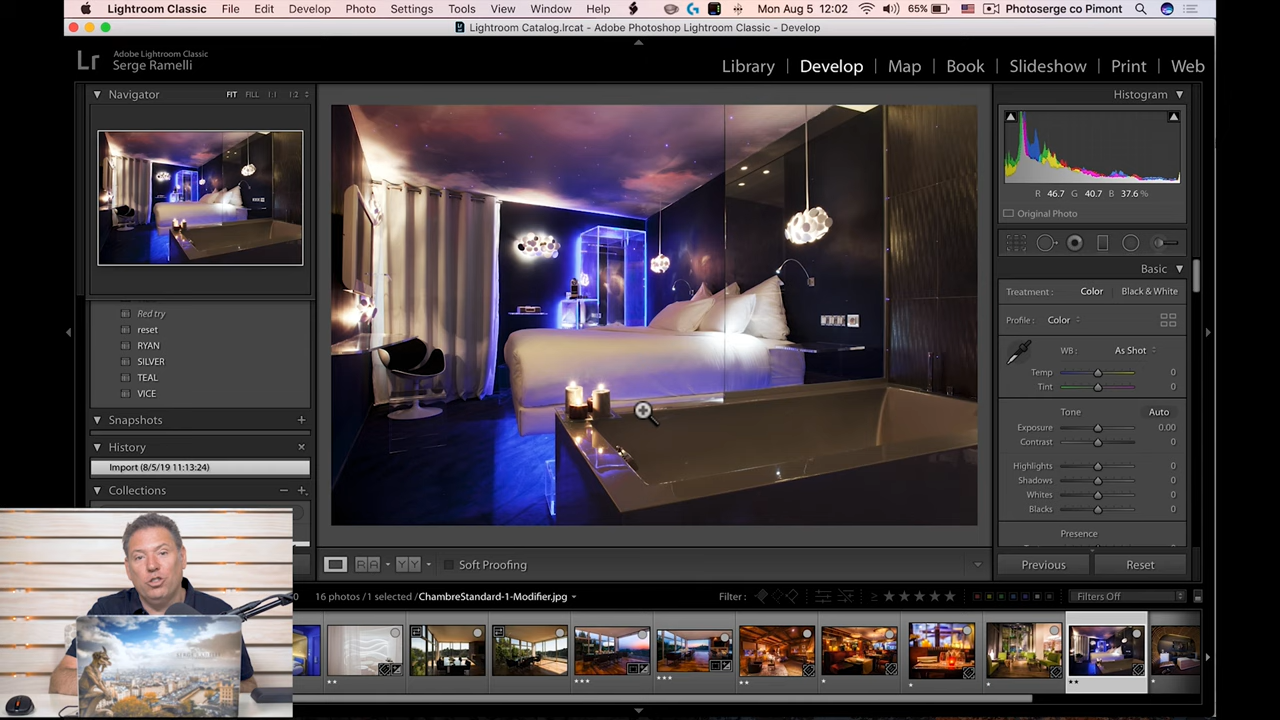 Lightroom Classic File Edit Develop Photo Settings Tools View Window Help Mon Aug 5 12:02 65% Photoserge co Pimont
Lightroom Catalog.lrcat - Adobe Photoshop Lightroom Classic - Develop
Lr Adobe Lightroom Classic
Serge Ramelli
Library | Develop | Map | Book | Slideshow | Print | Web
Navigator FIT FILL 1:1 1:2
Histogram
R 46.7 G 40.7 B 37.6 %
Original Photo
Basic
Treatment : Color Black & White
Profile : Color
WB : As Shot
Temp 0
Tint 0
Tone Auto
Exposure 0.00
Contrast 0
Highlights 0
Shadows 0
Whites 0
Blacks 0
Presence
Previous Reset
Red try
reset
RYAN
SILVER
TEAL
VICE
Snapshots
History
Import (8/5/19 11:13:24)
Collections
R A Y Y Soft Proofing
0 16 photos / 1 selected / ChambreStandard-1-Modifier.jpg Filter : Filters Off